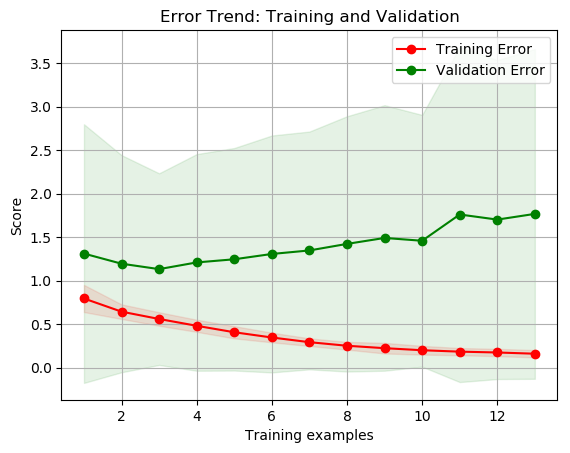 Error Trend: Training and Validation
Training Error
Validation Error
Score
3.5
3.0
2.5
2.0
1.5
1.0
0.5
0.0
2 4 6 8 10 12
Training examples